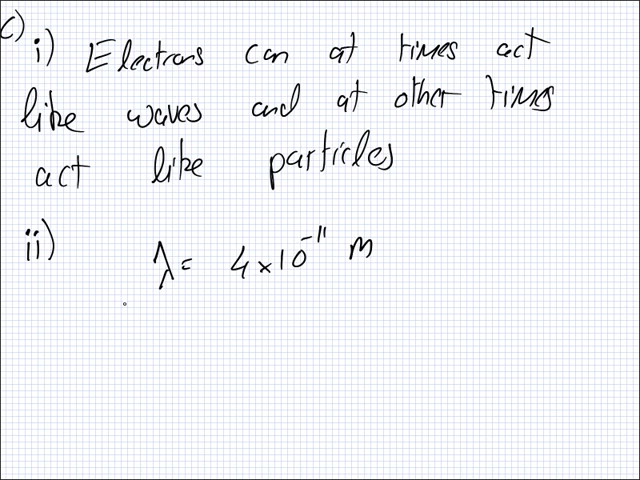 c) i) Electrons can at times act
like waves and at other times
act like particles
ii) λ = 4×10⁻¹¹ m